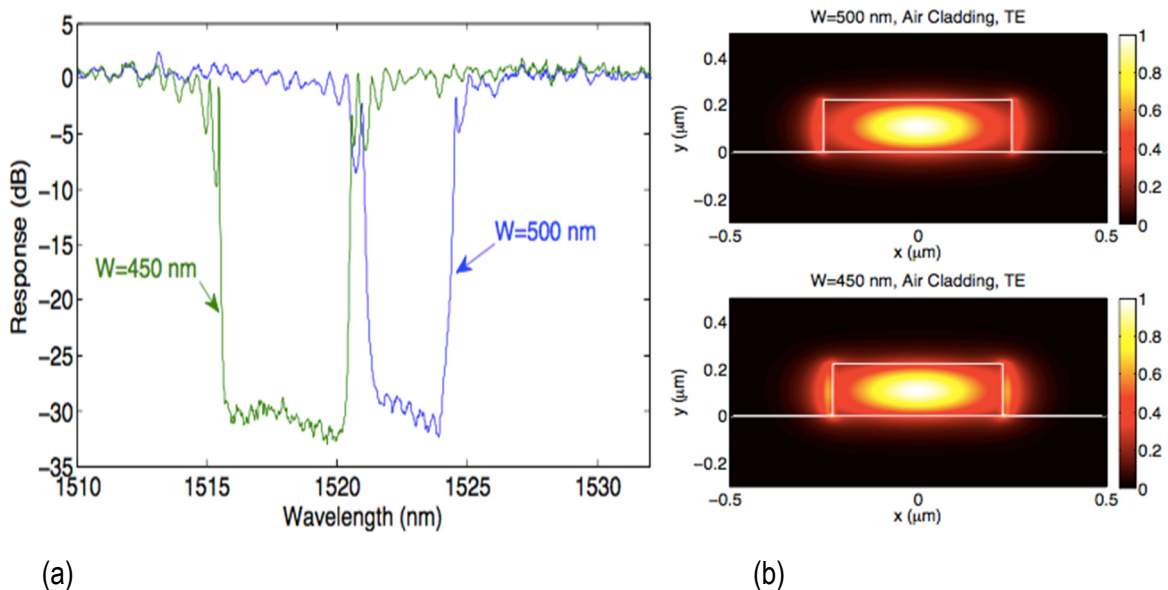 5
0
−5
−10
−15
−20
−25
−30
−35
Response (dB)
W=450 nm
W=500 nm
1510 1515 1520 1525 1530
Wavelength (nm)
(a)
W=500 nm, Air Cladding, TE
0.4
0.2
0
−0.2
y (μm)
−0.5 0 0.5
x (μm)
1
0.8
0.6
0.4
0.2
0
W=450 nm, Air Cladding, TE
0.4
0.2
0
−0.2
y (μm)
−0.5 0 0.5
x (μm)
1
0.8
0.6
0.4
0.2
0
(b)